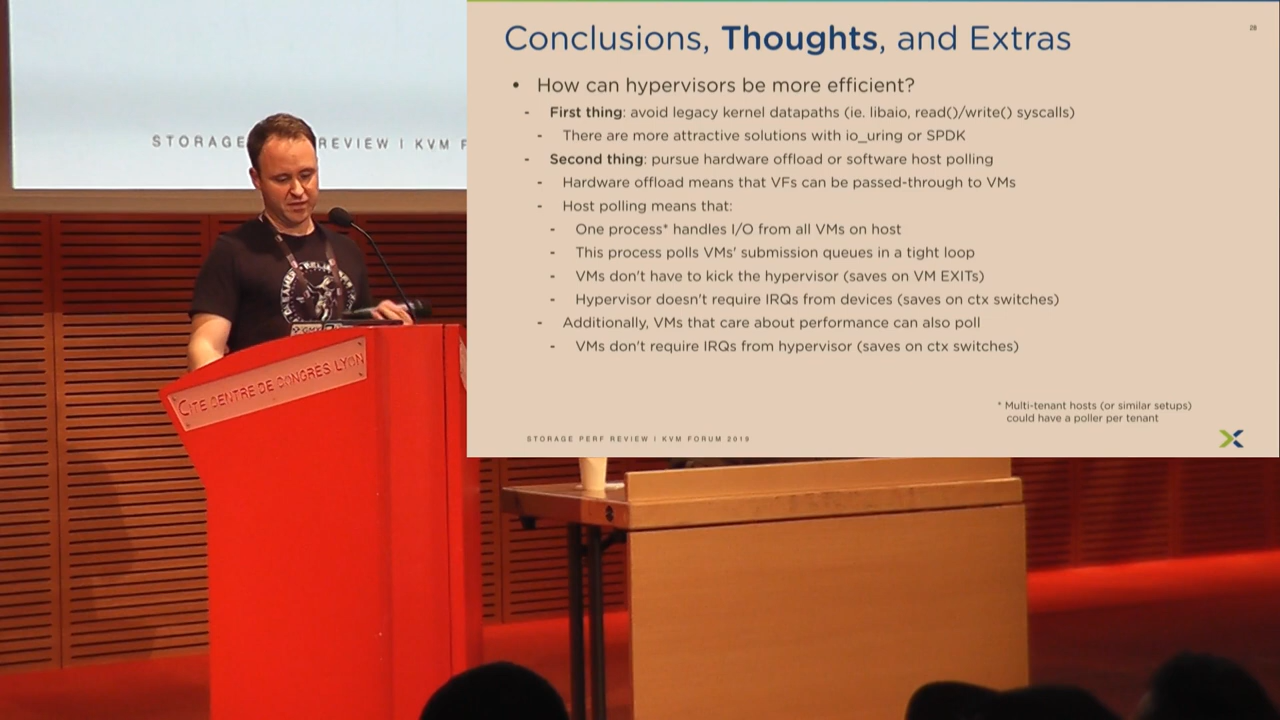 STORAGE REVIEW | KVM F
CITE CENTRE DE CONGRES LYON
Conclusions, Thoughts, and Extras
28
• How can hypervisors be more efficient?
- First thing: avoid legacy kernel datapaths (ie. libaio, read()/write() syscalls)
- There are more attractive solutions with io_uring or SPDK
- Second thing: pursue hardware offload or software host polling
- Hardware offload means that VFs can be passed-through to VMs
- Host polling means that:
- One process* handles I/O from all VMs on host
- This process polls VMs' submission queues in a tight loop
- VMs don't have to kick the hypervisor (saves on VM EXITs)
- Hypervisor doesn't require IRQs from devices (saves on ctx switches)
- Additionally, VMs that care about performance can also poll
- VMs don't require IRQs from hypervisor (saves on ctx switches)
* Multi-tenant hosts (or similar setups)
could have a poller per tenant
STORAGE PERF REVIEW | KVM FORUM 2019